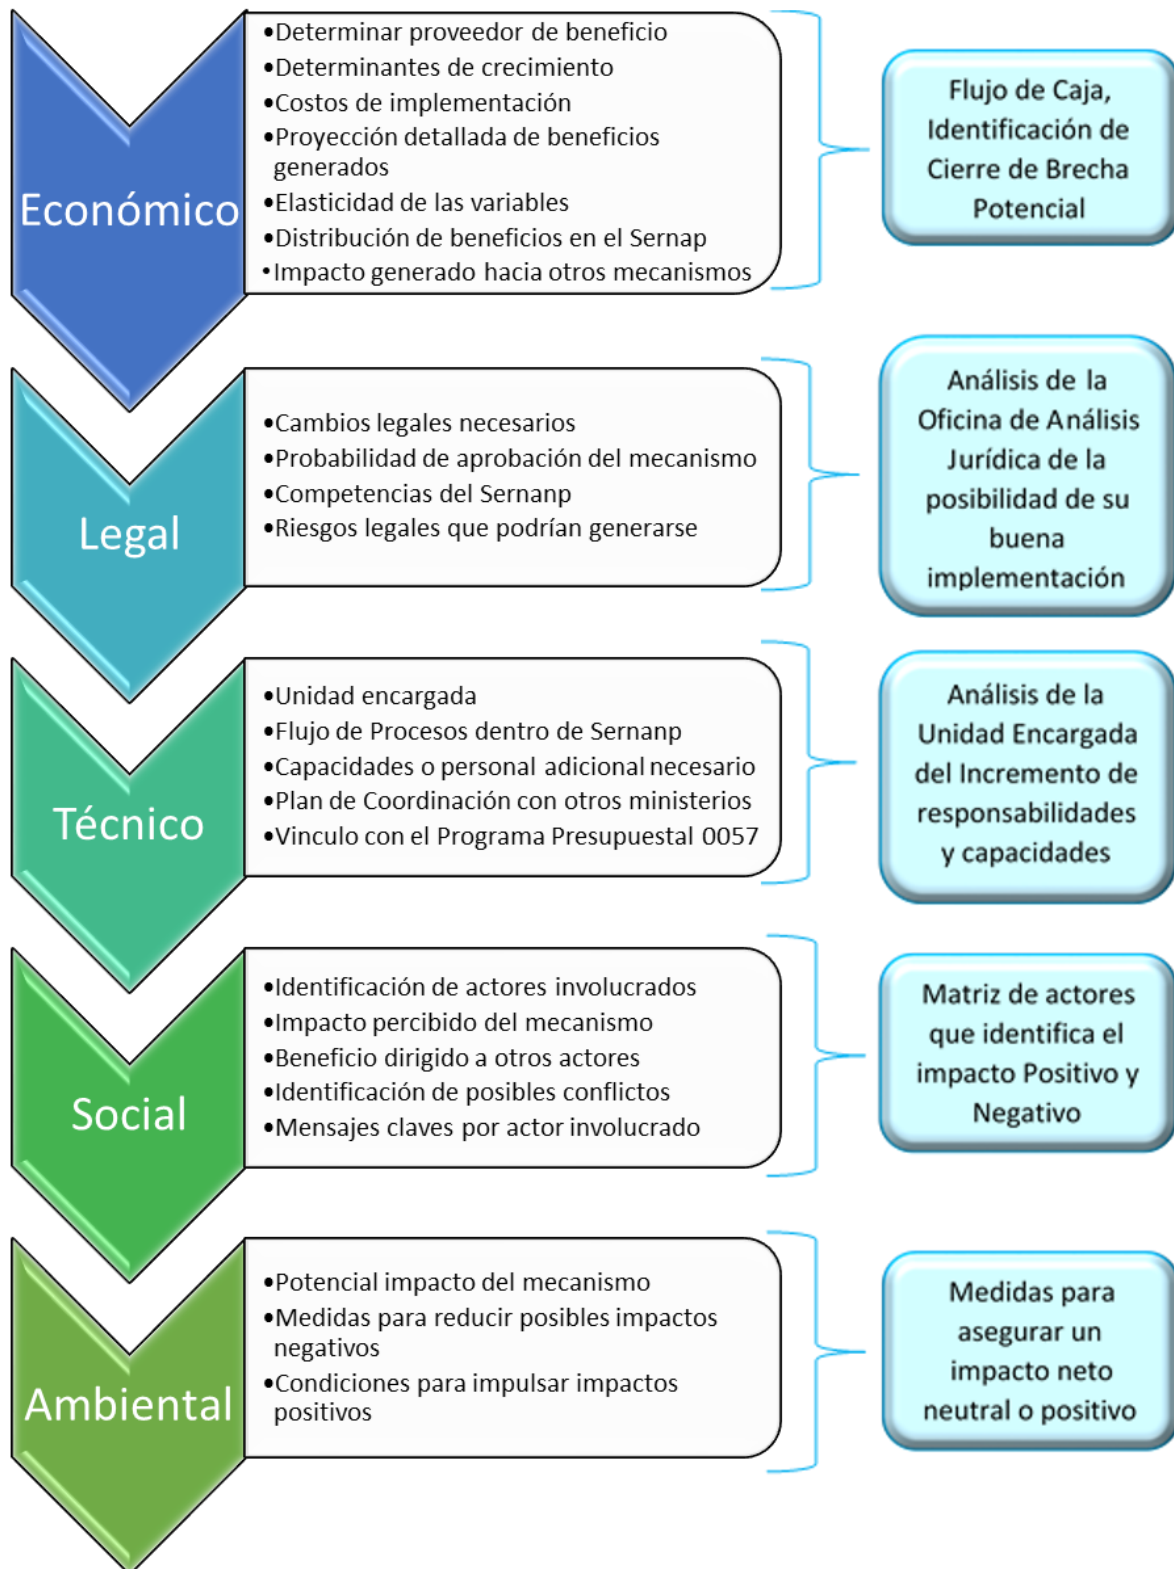 Económico
•Determinar proveedor de beneficio
•Determinantes de crecimiento
•Costos de implementación
•Proyección detallada de beneficios
generados
•Elasticidad de las variables
•Distribución de beneficios en el Sernap
•Impacto generado hacia otros mecanismos
Flujo de Caja,
Identificación de
Cierre de Brecha
Potencial
Legal
•Cambios legales necesarios
•Probabilidad de aprobación del mecanismo
•Competencias del Sernanp
•Riesgos legales que podrían generarse
Análisis de la
Oficina de Análisis
Jurídica de la
posibilidad de su
buena
implementación
Técnico
•Unidad encargada
•Flujo de Procesos dentro de Sernanp
•Capacidades o personal adicional necesario
•Plan de Coordinación con otros ministerios
•Vinculo con el Programa Presupuestal 0057
Análisis de la
Unidad Encargada
del Incremento de
responsabilidades
y capacidades
Social
•Identificación de actores involucrados
•Impacto percibido del mecanismo
•Beneficio dirigido a otros actores
•Identificación de posibles conflictos
•Mensajes claves por actor involucrado
Matriz de actores
que identifica el
impacto Positivo y
Negativo
Ambiental
•Potencial impacto del mecanismo
•Medidas para reducir posibles impactos
negativos
•Condiciones para impulsar impactos
positivos
Medidas para
asegurar un
impacto neto
neutral o positivo